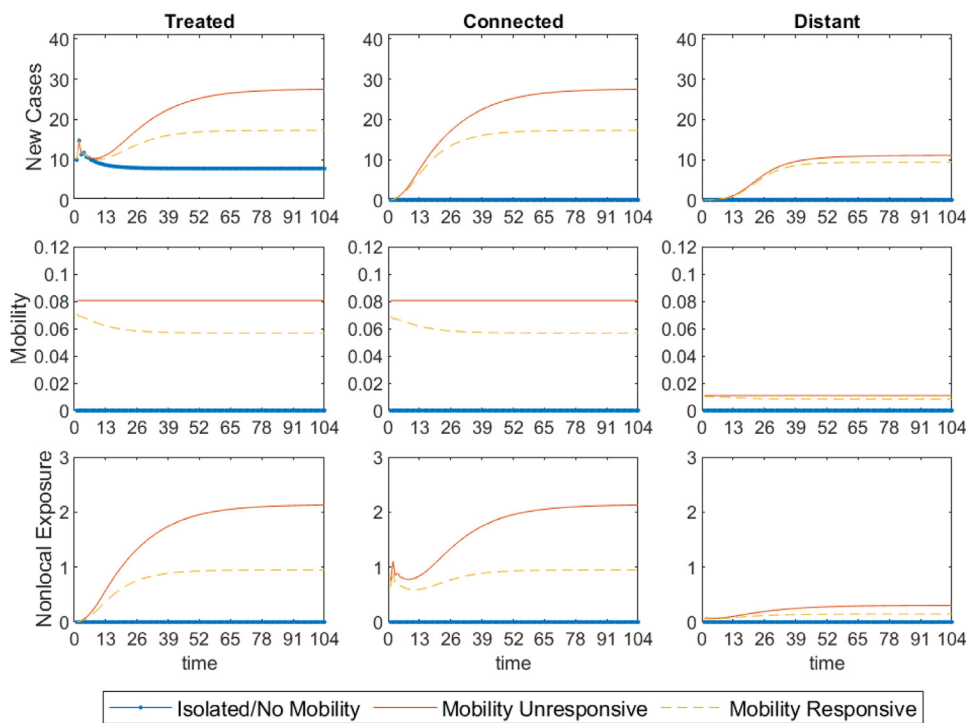 Treated Connected Distant
New Cases
40 40 40
30 30 30
20 20 20
10 10 10
0 0 0
0 13 26 39 52 65 78 91 104 0 13 26 39 52 65 78 91 104 0 13 26 39 52 65 78 91 104
Mobility
0.12 0.12 0.12
0.1 0.1 0.1
0.08 0.08 0.08
0.06 0.06 0.06
0.04 0.04 0.04
0.02 0.02 0.02
0 0 0
0 13 26 39 52 65 78 91 104 0 13 26 39 52 65 78 91 104 0 13 26 39 52 65 78 91 104
Nonlocal Exposure
3 3 3
2 2 2
1 1 1
0 0 0
0 13 26 39 52 65 78 91 104 0 13 26 39 52 65 78 91 104 0 13 26 39 52 65 78 91 104
time time time
Isolated/No Mobility Mobility Unresponsive Mobility Responsive